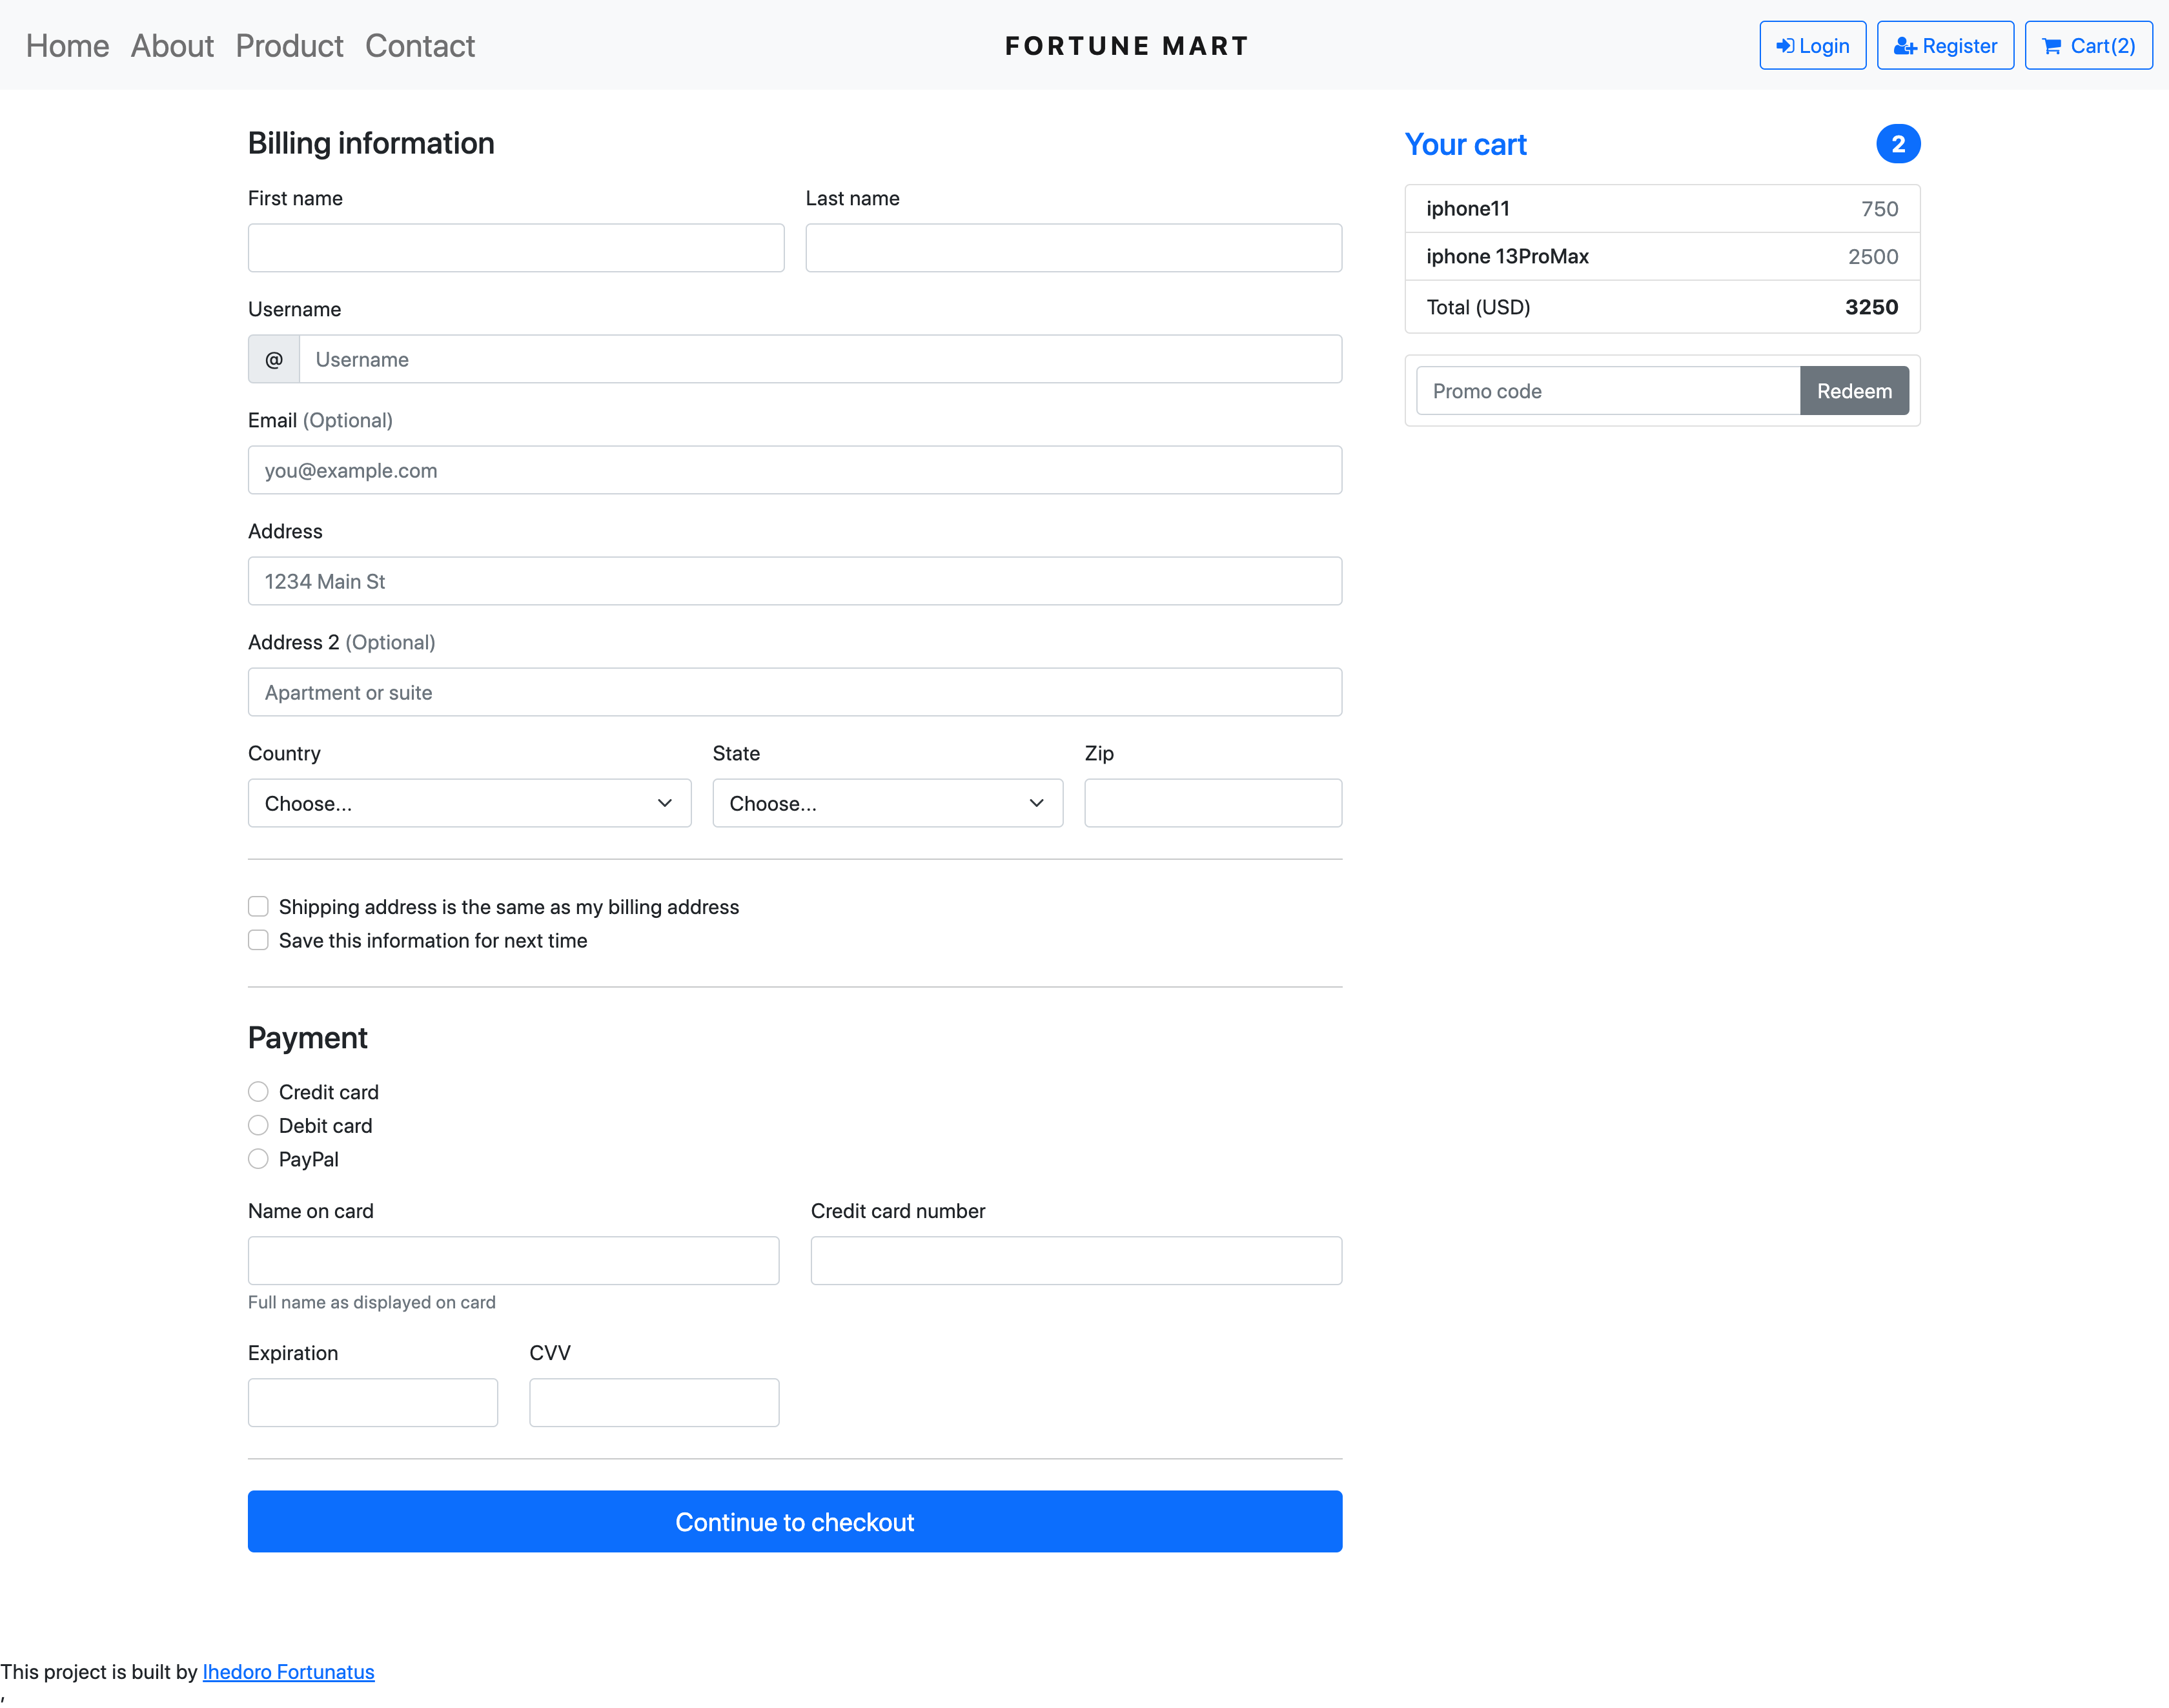 Home About Product Contact
FORTUNE MART
Login Register Cart(2)
Billing information
First name Last name
Username
@ Username
Email (Optional)
you@example.com
Address
1234 Main St
Address 2 (Optional)
Apartment or suite
Country State Zip
Choose... Choose...
Shipping address is the same as my billing address
Save this information for next time
Payment
Credit card
Debit card
PayPal
Name on card Credit card number
Full name as displayed on card
Expiration CVV
Continue to checkout
Your cart 2
iphone11 750
iphone 13ProMax 2500
Total (USD) 3250
Promo code Redeem
This project is built by Ihedoro Fortunatus
,